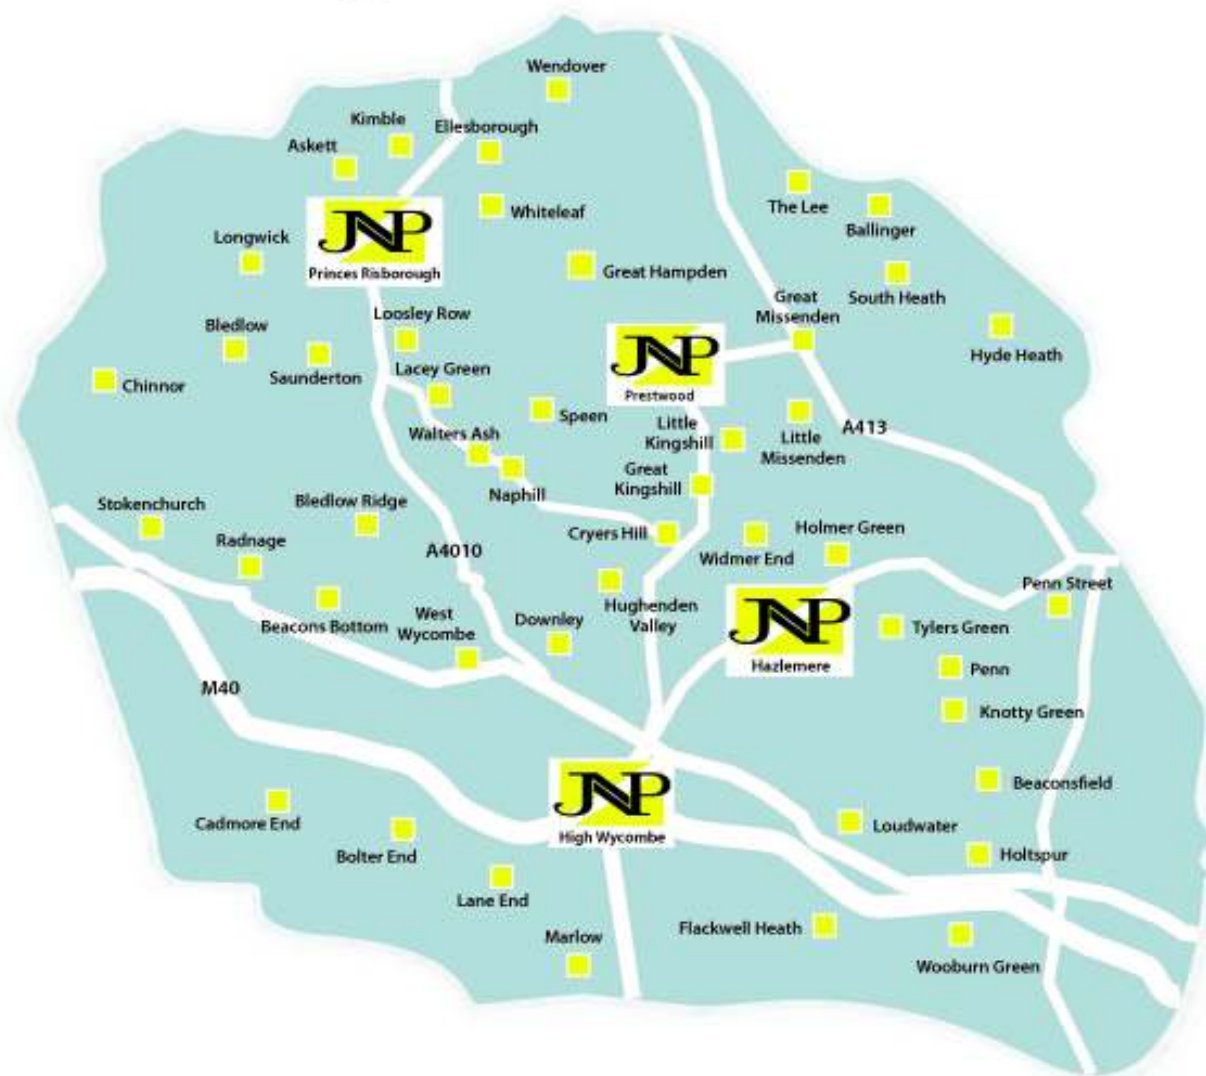 Wendover
Kimble
Ellesborough
Askett
The Lee
Whiteleaf
JNP
Ballinger
Longwick
Princes Risborough
Great Hampden
South Heath
Great
Missenden
Loosley Row
Bledlow
Hyde Heath
JNP
Lacey Green
Saunderton
Chinnor
Prestwood
Speen
Little
Kingshill
A413
Little
Missenden
Walters Ash
Great
Kingshill
Naphill
Bledlow Ridge
Stokenchurch
Holmer Green
Cryers Hill
Radnage
A4010
Widmer End
Penn Street
Hughenden
Valley
West
Wycombe
Downley
Beacons Bottom
JNP
Tylers Green
Hazlemere
Penn
M40
Knotty Green
Beaconsfield
JNP
Cadmore End
Loudwater
High Wycombe
Bolter End
Holtspur
Lane End
Flackwell Heath
Marlow
Wooburn Green